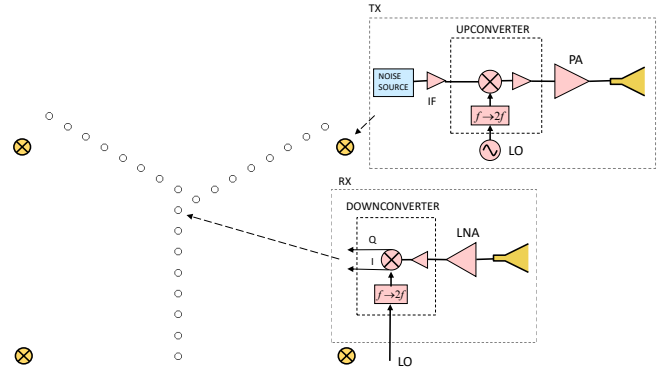 TX
UPCONVERTER
PA
NOISE
SOURCE
IF
f→2f
LO
RX
DOWNCONVERTER
LNA
Q
I
f→2f
LO